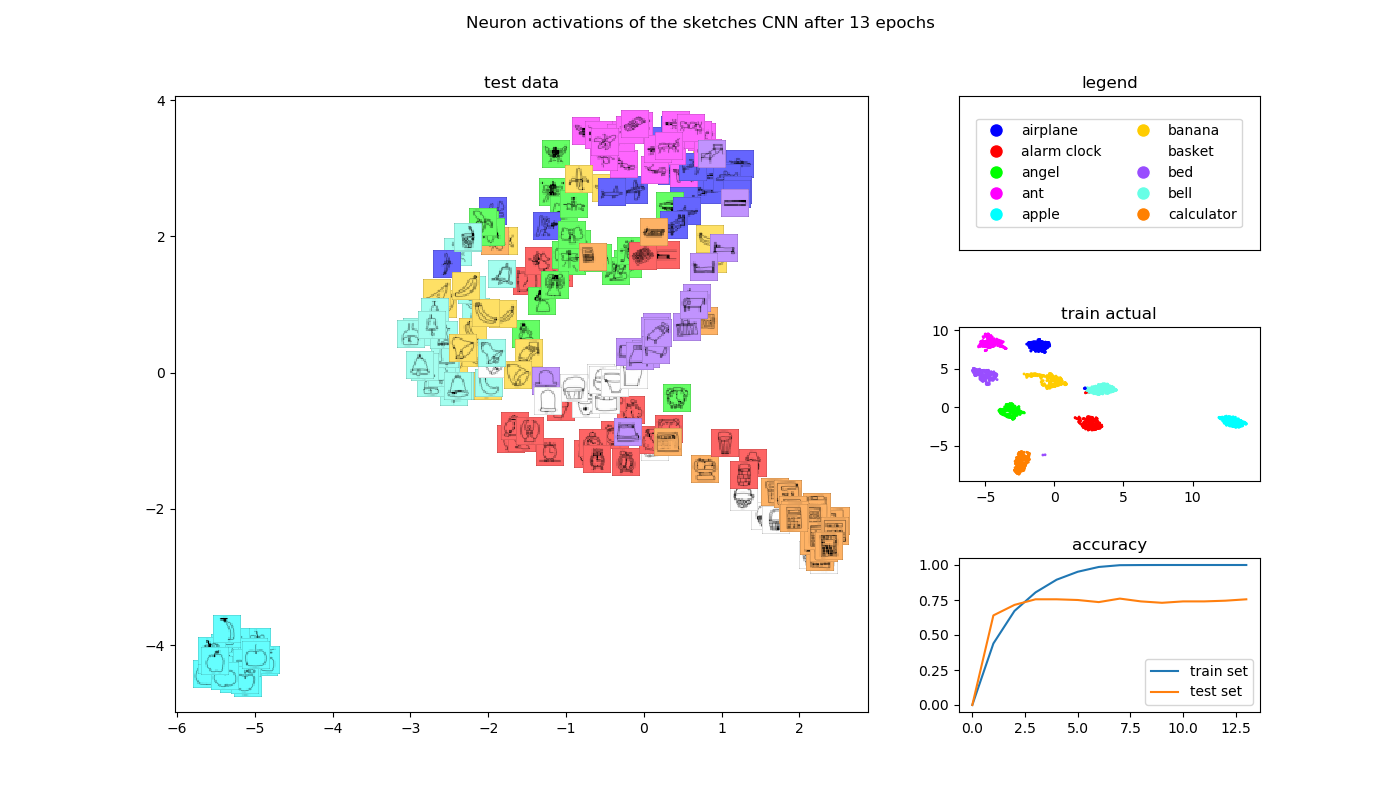 Neuron activations of the sketches CNN after 13 epochs
test data
4
2
0
−2
−4
−6
−5
−4
−3
−2
−1
0
1
2
legend
airplane
alarm clock
angel
ant
apple
banana
basket
bed
bell
calculator
train actual
10
5
0
−5
−5
0
5
10
accuracy
1.00
0.75
0.50
0.25
0.00
train set
test set
0.0
2.5
5.0
7.5
10.0
12.5